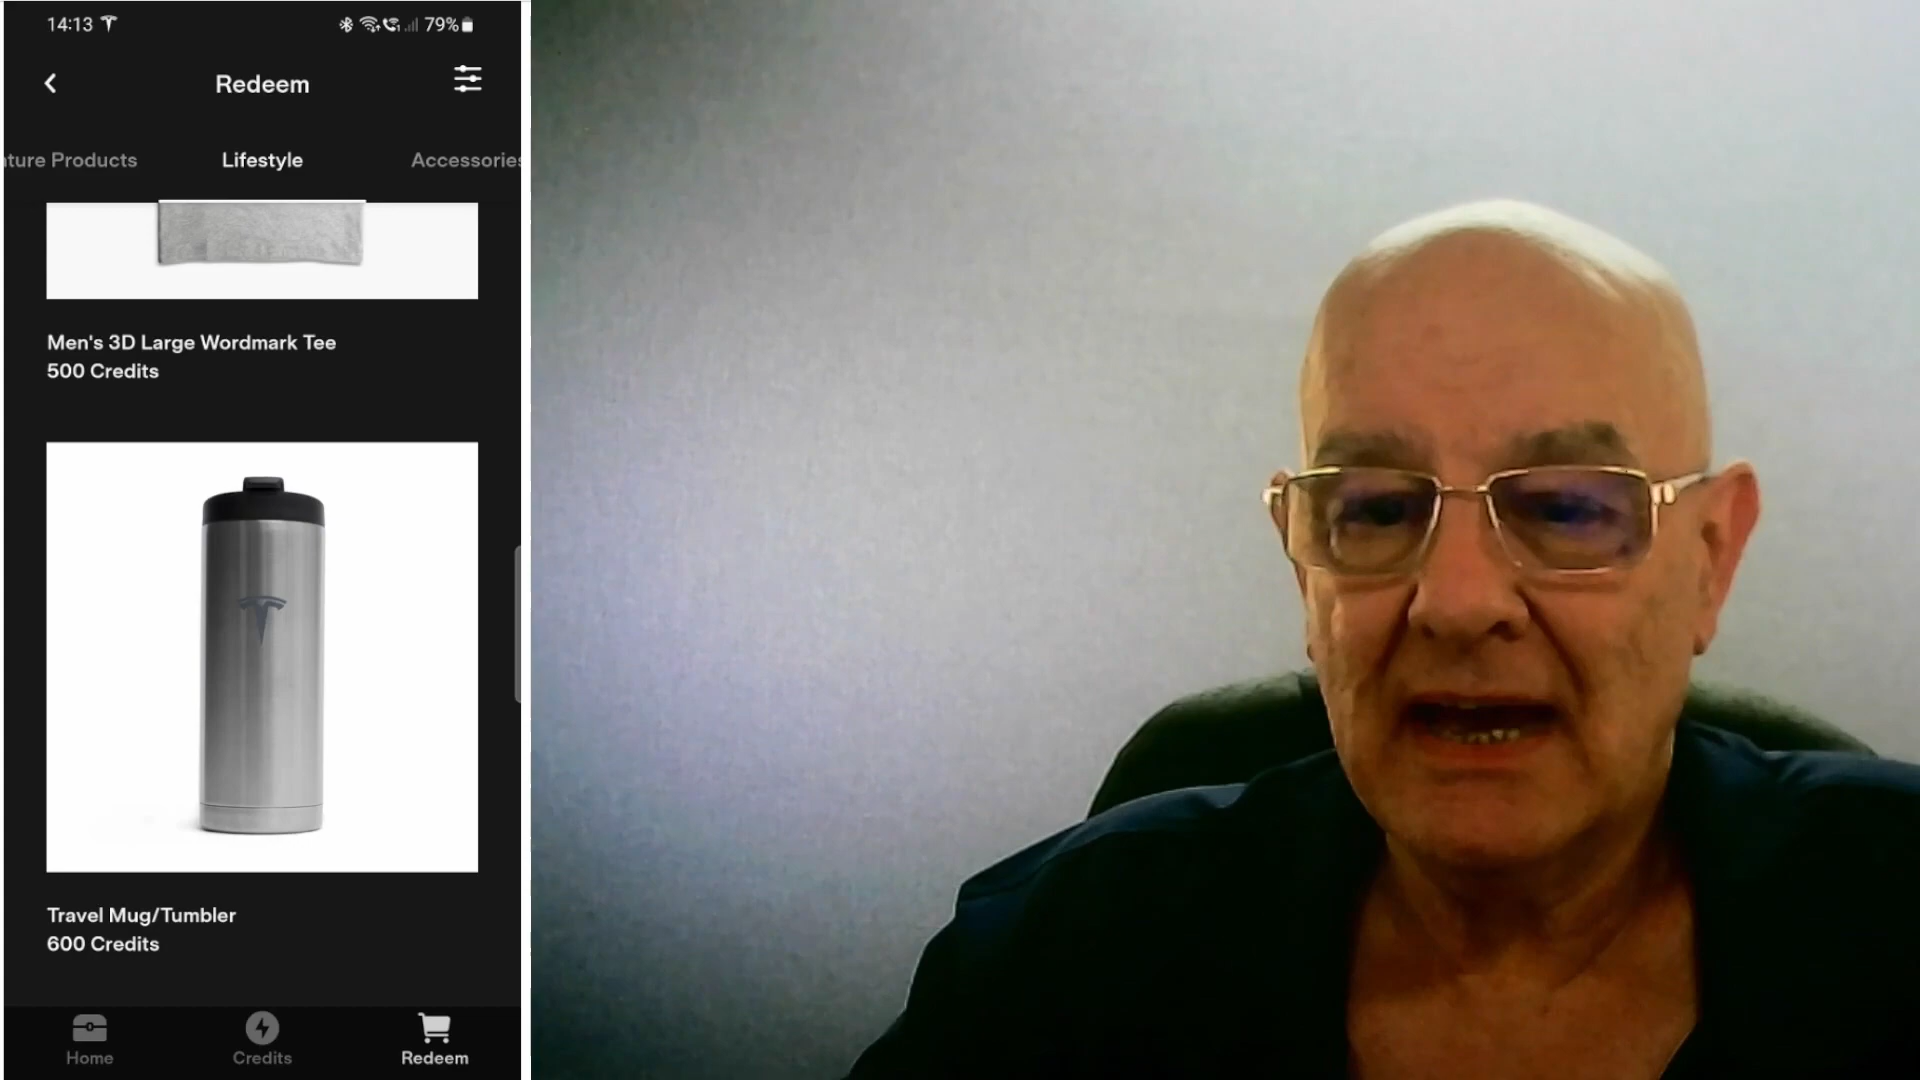 14:13
79%
Redeem
ture Products
Lifestyle
Accessories
Men's 3D Large Wordmark Tee
500 Credits
Travel Mug/Tumbler
600 Credits
Home
Credits
Redeem